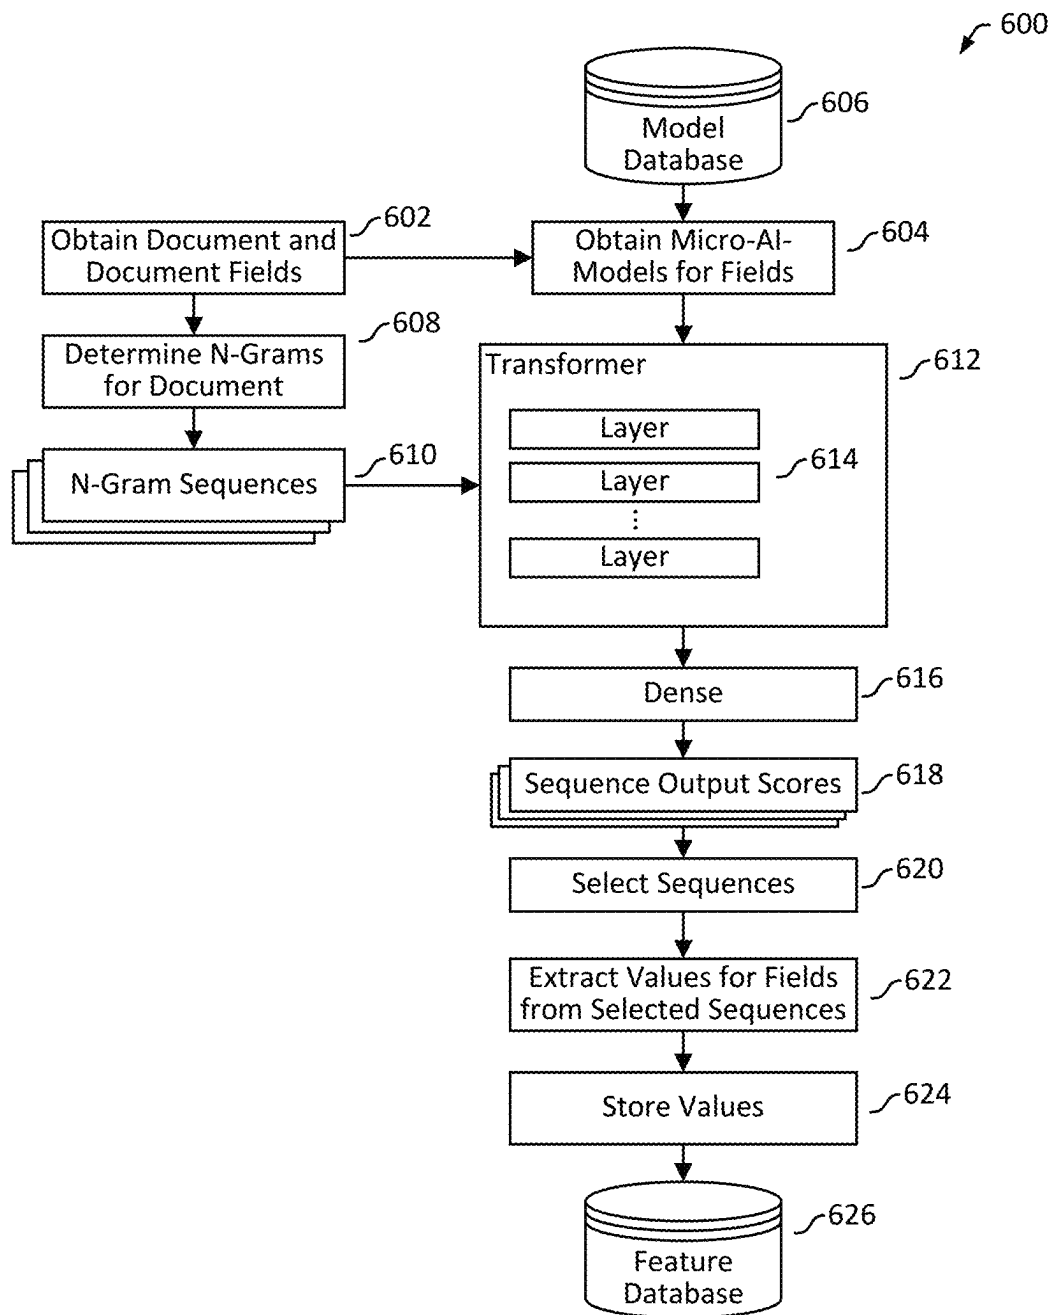 600
606
Model
Database
602
Obtain Document and
Document Fields
604
Obtain Micro-AI-
Models for Fields
608
Determine N-Grams
for Document
Transformer
612
Layer
610
N-Gram Sequences
614
Layer
⋮
Layer
Dense
616
Sequence Output Scores
618
Select Sequences
620
Extract Values for Fields
from Selected Sequences
622
Store Values
624
626
Feature
Database